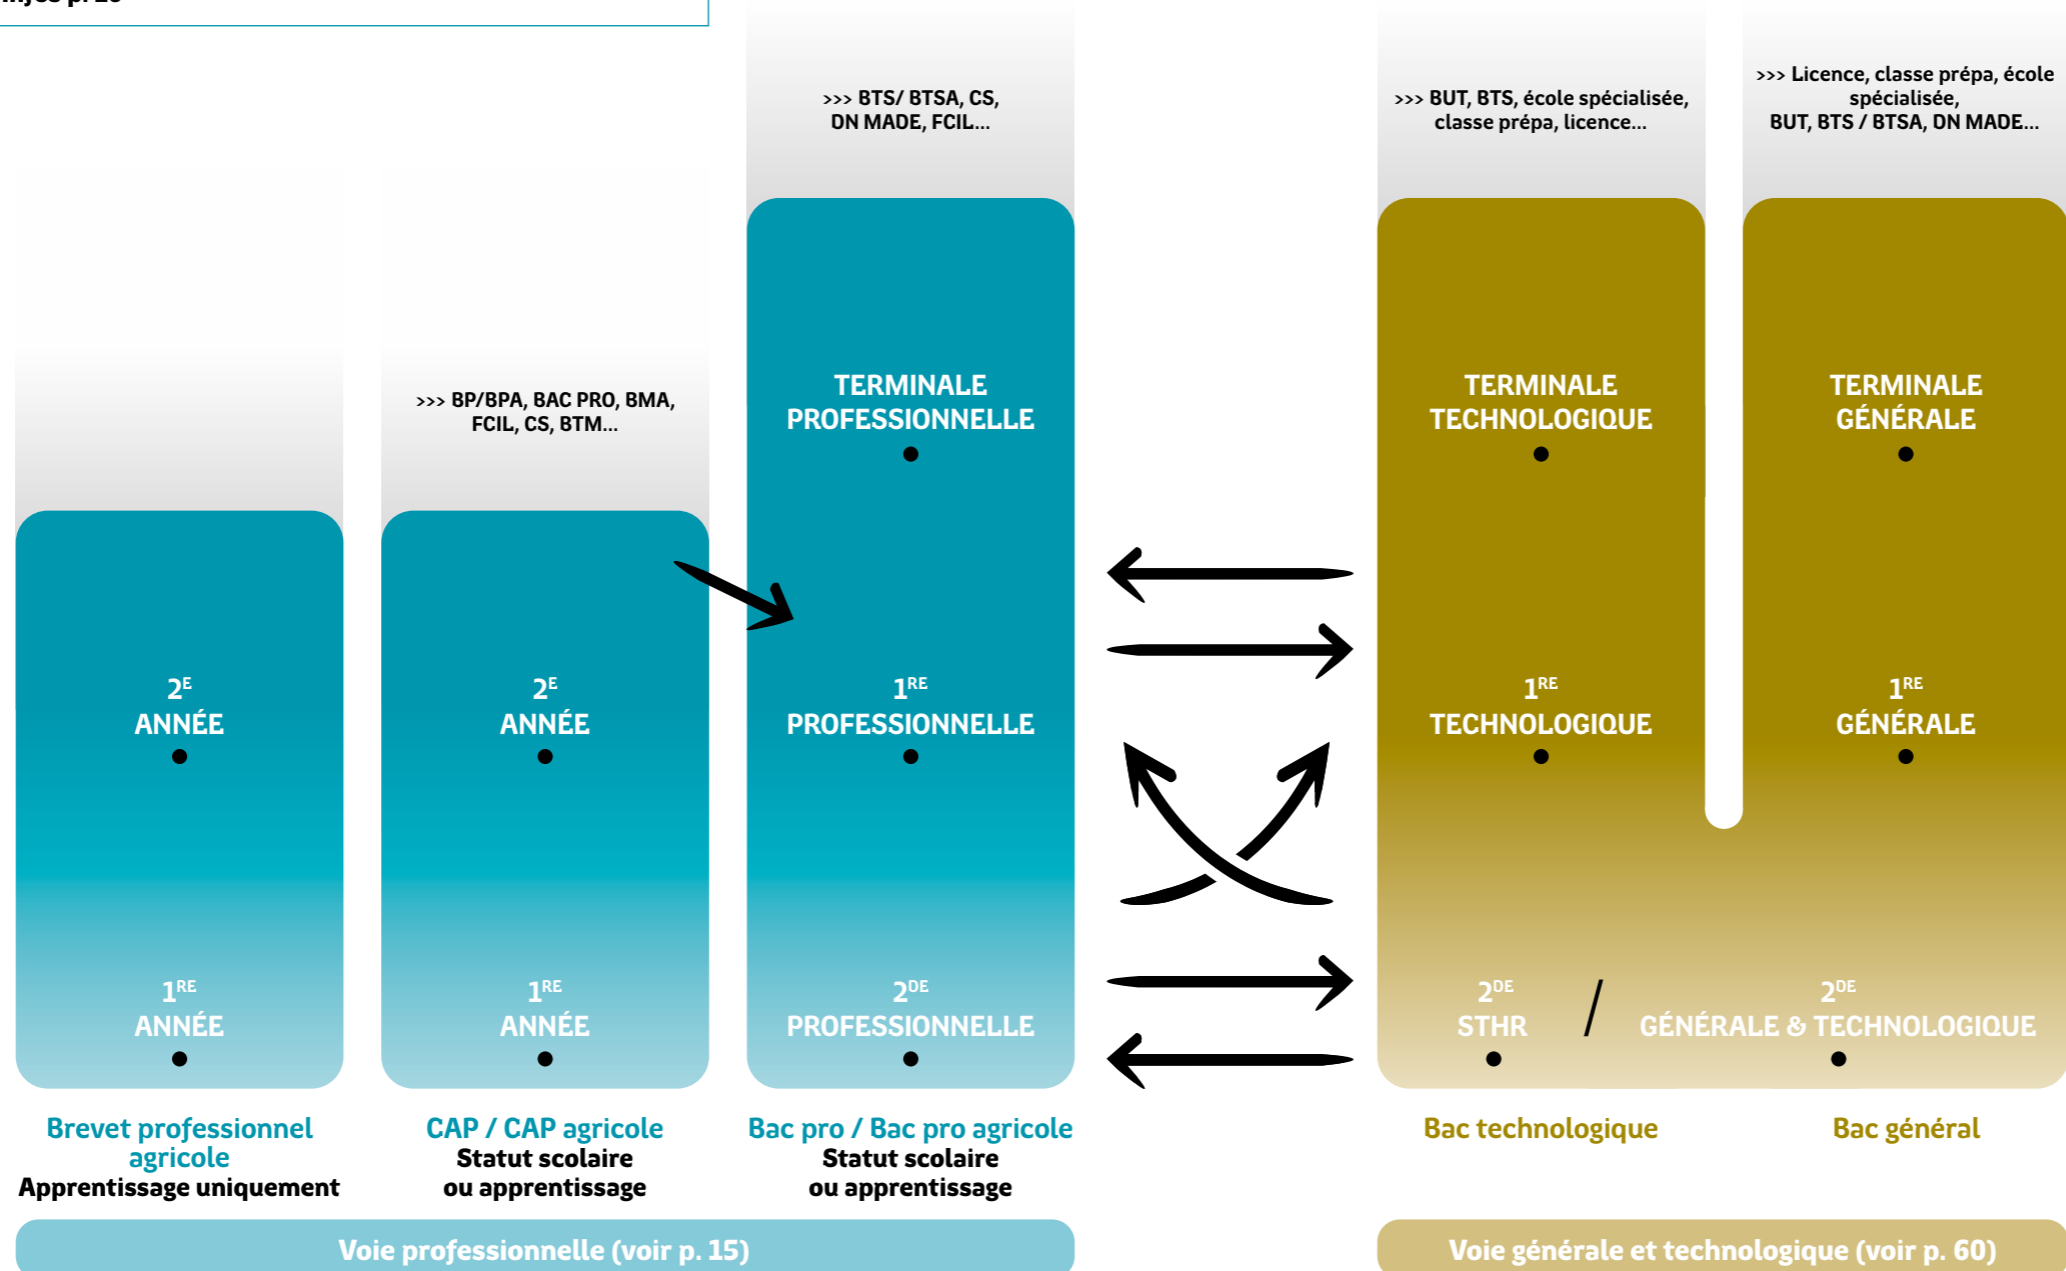 >>> BTS/ BTSA, CS,
DN MADE, FCIL...
>>> BUT, BTS, école spécialisée,
classe prépa, licence...
>>> Licence, classe prépa, école
spécialisée,
BUT, BTS / BTSA, DN MADE...
>>> BP/BPA, BAC PRO, BMA,
FCIL, CS, BTM...
TERMINALE
PROFESSIONNELLE
TERMINALE
TECHNOLOGIQUE
TERMINALE
GÉNÉRALE
2E
ANNÉE
2E
ANNÉE
1RE
PROFESSIONNELLE
1RE
TECHNOLOGIQUE
1RE
GÉNÉRALE
1RE
ANNÉE
1RE
ANNÉE
2DE
PROFESSIONNELLE
2DE
STHR
/
2DE
GÉNÉRALE & TECHNOLOGIQUE
Brevet professionnel
agricole
Apprentissage uniquement
CAP / CAP agricole
Statut scolaire
ou apprentissage
Bac pro / Bac pro agricole
Statut scolaire
ou apprentissage
Bac technologique
Bac général
Voie professionnelle (voir p. 15)
Voie générale et technologique (voir p. 60)